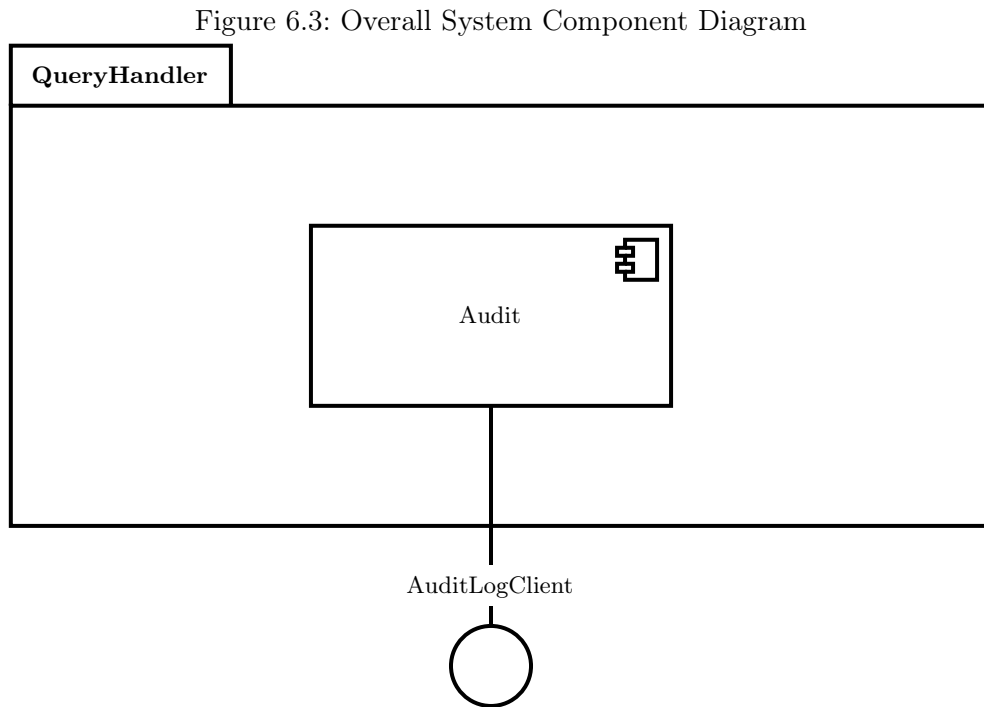 Figure 6.3: Overall System Component Diagram
QueryHandler
Audit
AuditLogClient